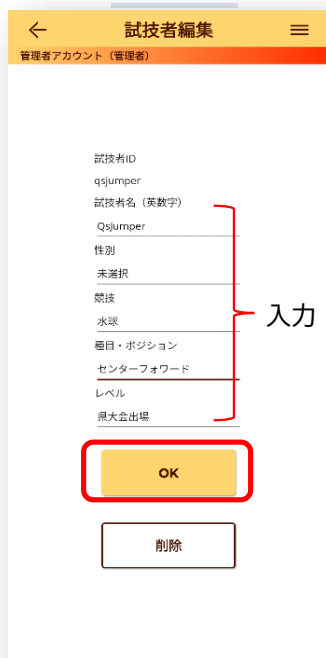 試技者編集
管理者アカウント（管理者）
試技者ID
qsjumper
試技者名（英数字）
QsJumper
性別
未選択
競技
水球
種目・ポジション
センターフォワード
レベル
県大会出場
入力
OK
削除